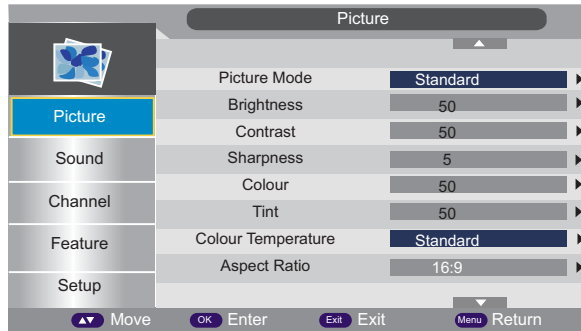 Picture
Picture
Sound
Channel
Feature
Setup
Picture Mode Standard
Brightness 50
Contrast 50
Sharpness 5
Colour 50
Tint 50
Colour Temperature Standard
Aspect Ratio 16:9
Move OK Enter Exit Exit Menu Return